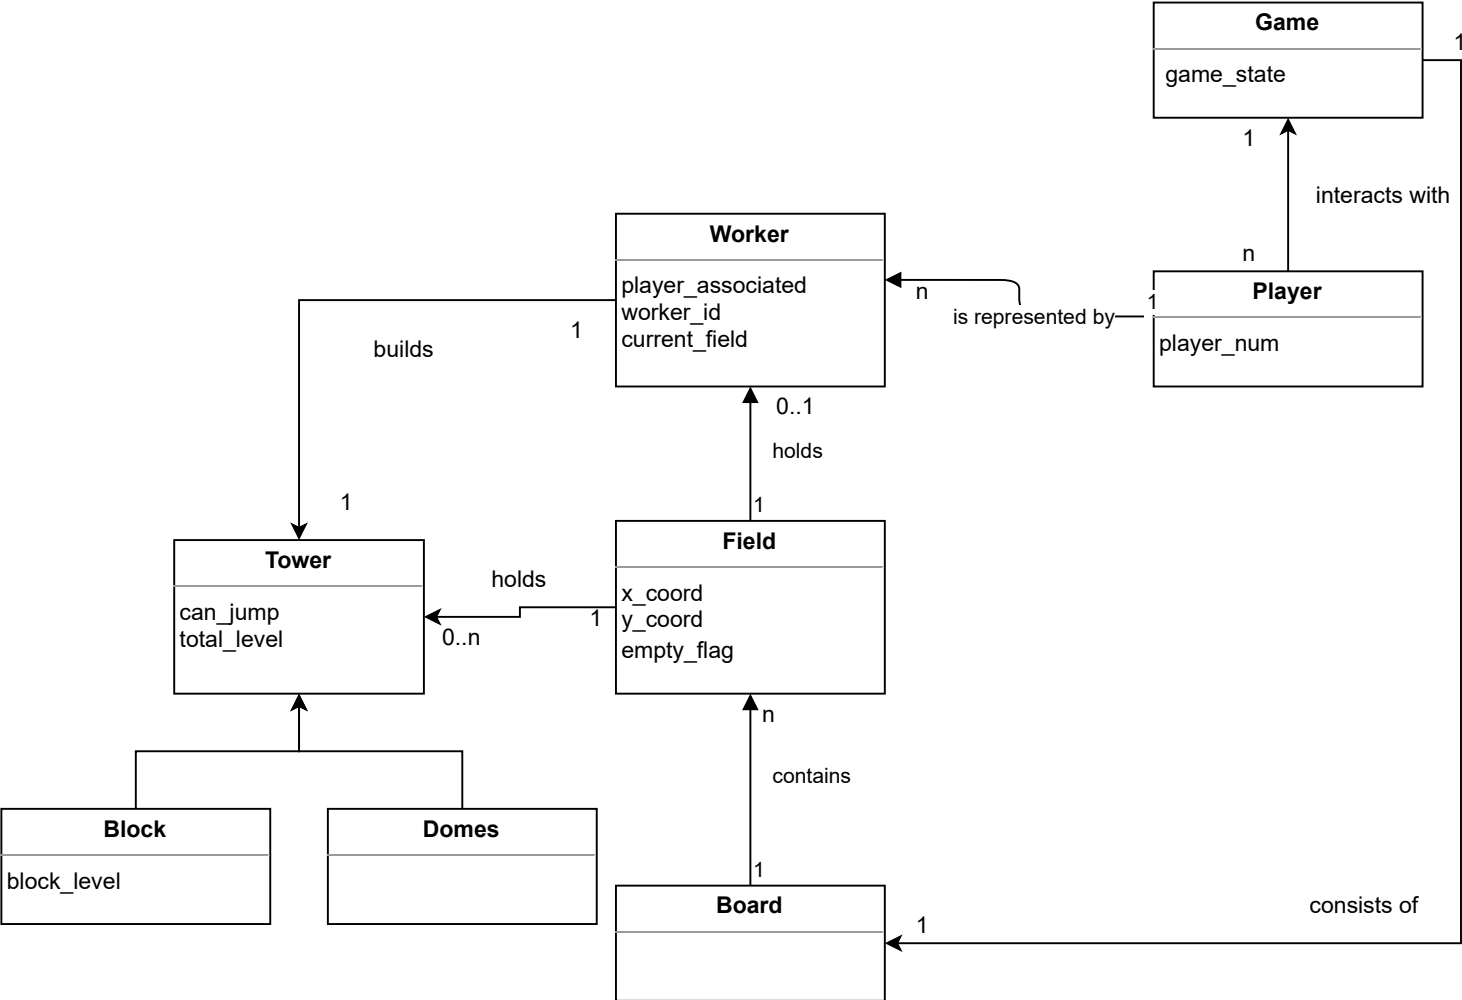 Game
1
game_state
1
interacts with
n
Worker
player_associated
worker_id
current_field
n
is represented by
1
Player
player_num
1
builds
0..1
holds
1
1
Tower
can_jump
total_level
holds
0..n
1
Field
x_coord
y_coord
empty_flag
n
contains
1
Block
block_level
Domes
Board
1
consists of